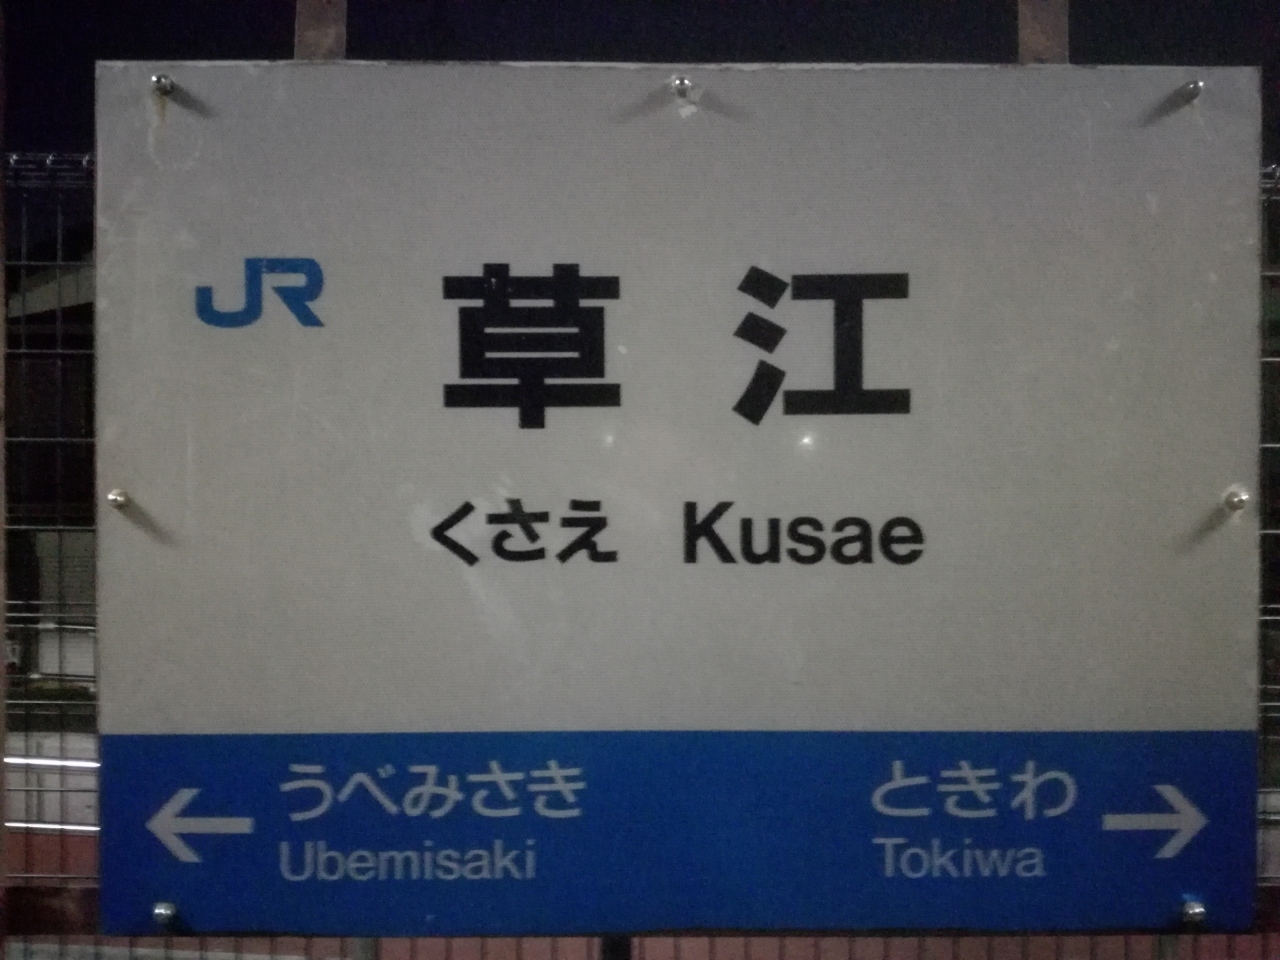 JR
草江
くさえ Kusae
うべみさき
Ubemisaki
ときわ
Tokiwa